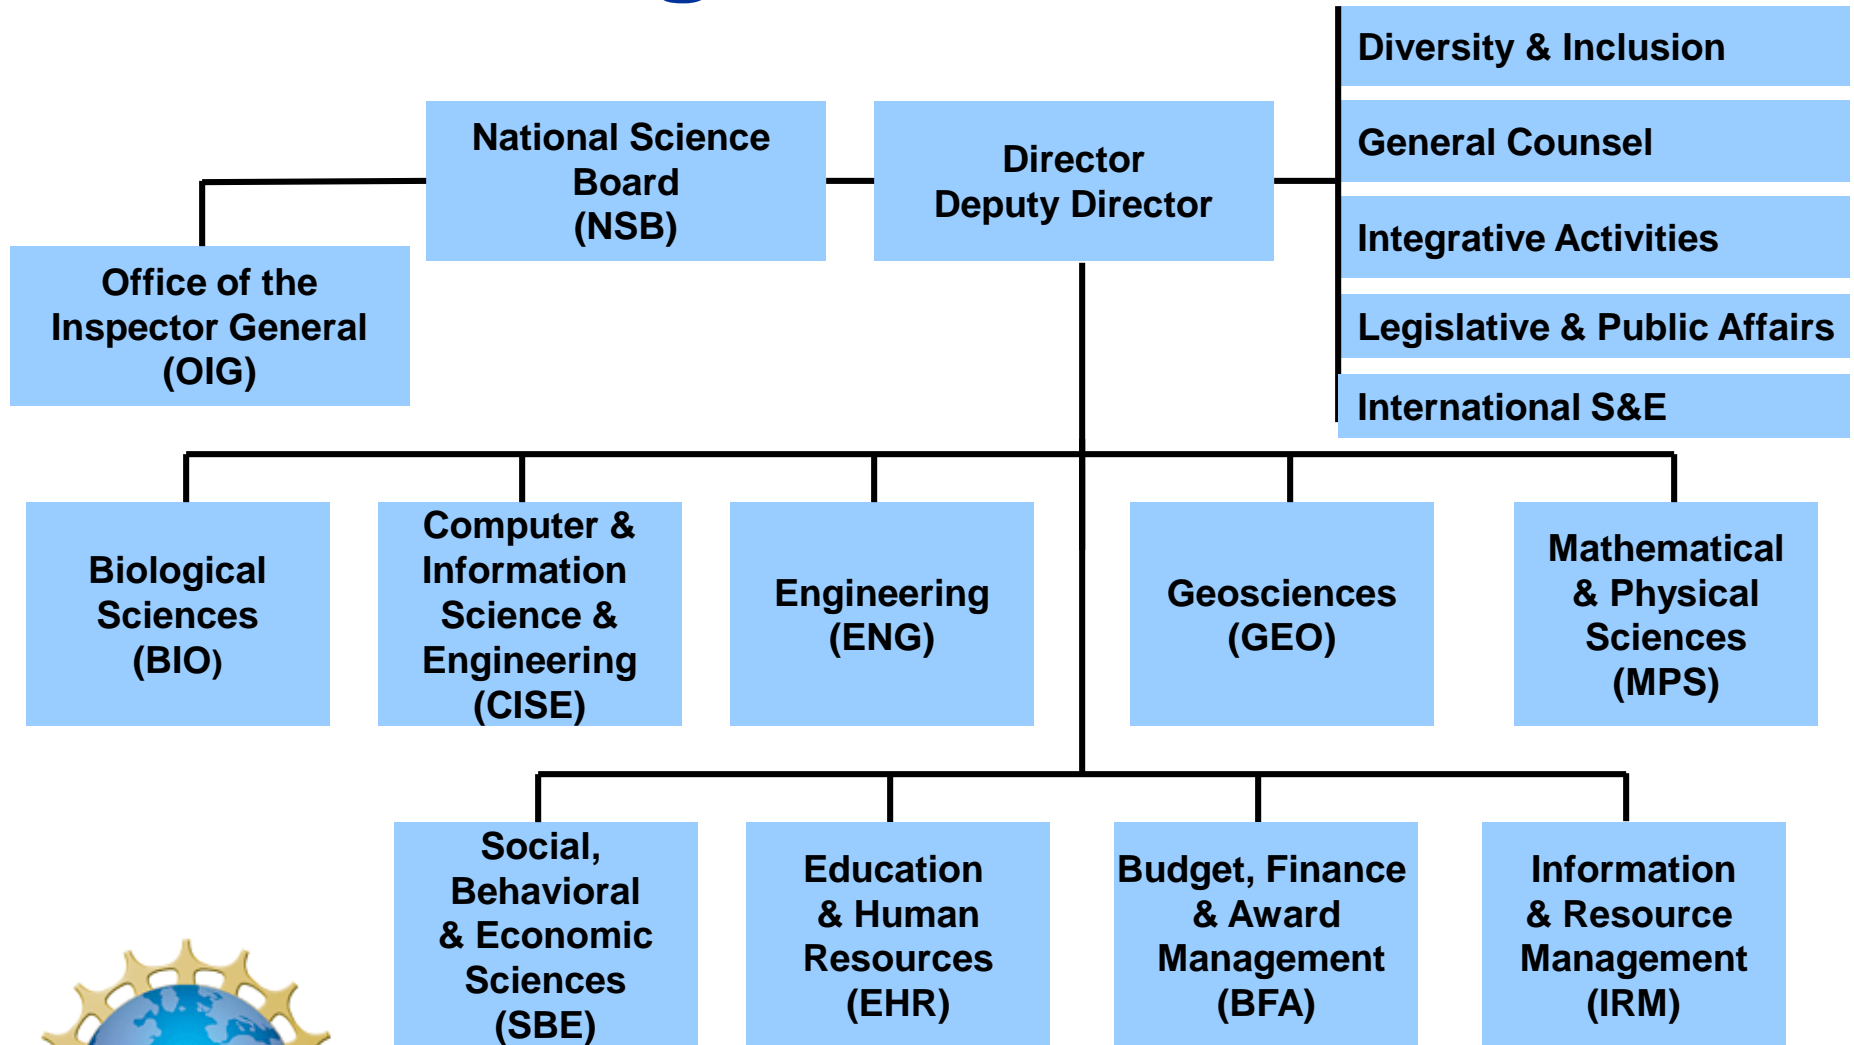 Diversity & Inclusion
National Science
Board
(NSB)
Director
Deputy Director
General Counsel
Integrative Activities
Office of the
Inspector General
(OIG)
Legislative & Public Affairs
International S&E
Biological
Sciences
(BIO)
Computer &
Information
Science &
Engineering
(CISE)
Engineering
(ENG)
Geosciences
(GEO)
Mathematical
& Physical
Sciences
(MPS)
Social,
Behavioral
& Economic
Sciences
(SBE)
Education
& Human
Resources
(EHR)
Budget, Finance
& Award
Management
(BFA)
Information
& Resource
Management
(IRM)